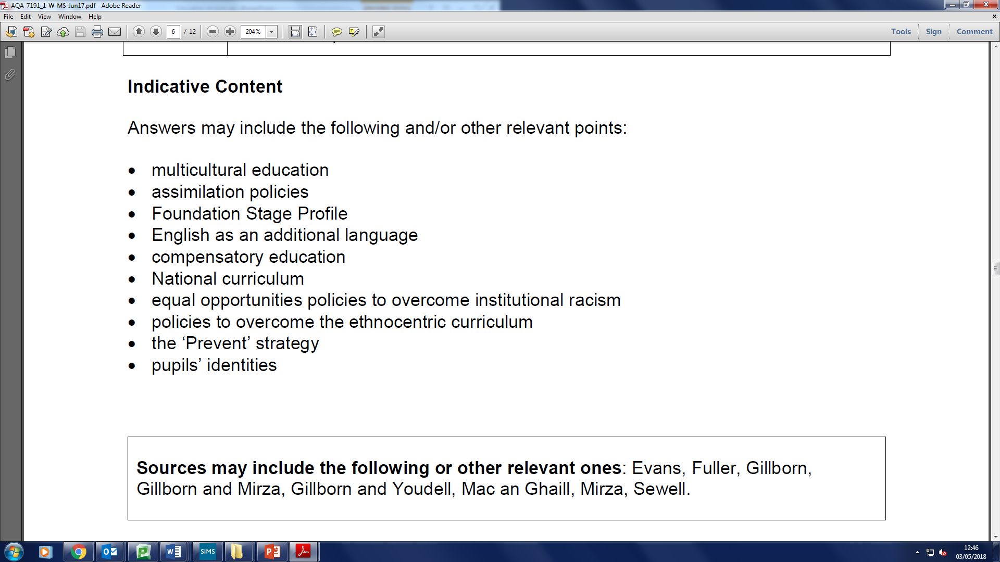 AQA-7191_1-W-MS-Jun17.pdf - Adobe Reader
File Edit View Window Help
6 / 12 204% Tools Sign Comment
Indicative Content
Answers may include the following and/or other relevant points:
• multicultural education
• assimilation policies
• Foundation Stage Profile
• English as an additional language
• compensatory education
• National curriculum
• equal opportunities policies to overcome institutional racism
• policies to overcome the ethnocentric curriculum
• the ‘Prevent’ strategy
• pupils’ identities
Sources may include the following or other relevant ones: Evans, Fuller, Gillborn,
Gillborn and Mirza, Gillborn and Youdell, Mac an Ghaill, Mirza, Sewell.
SIMS
12:46
03/05/2018